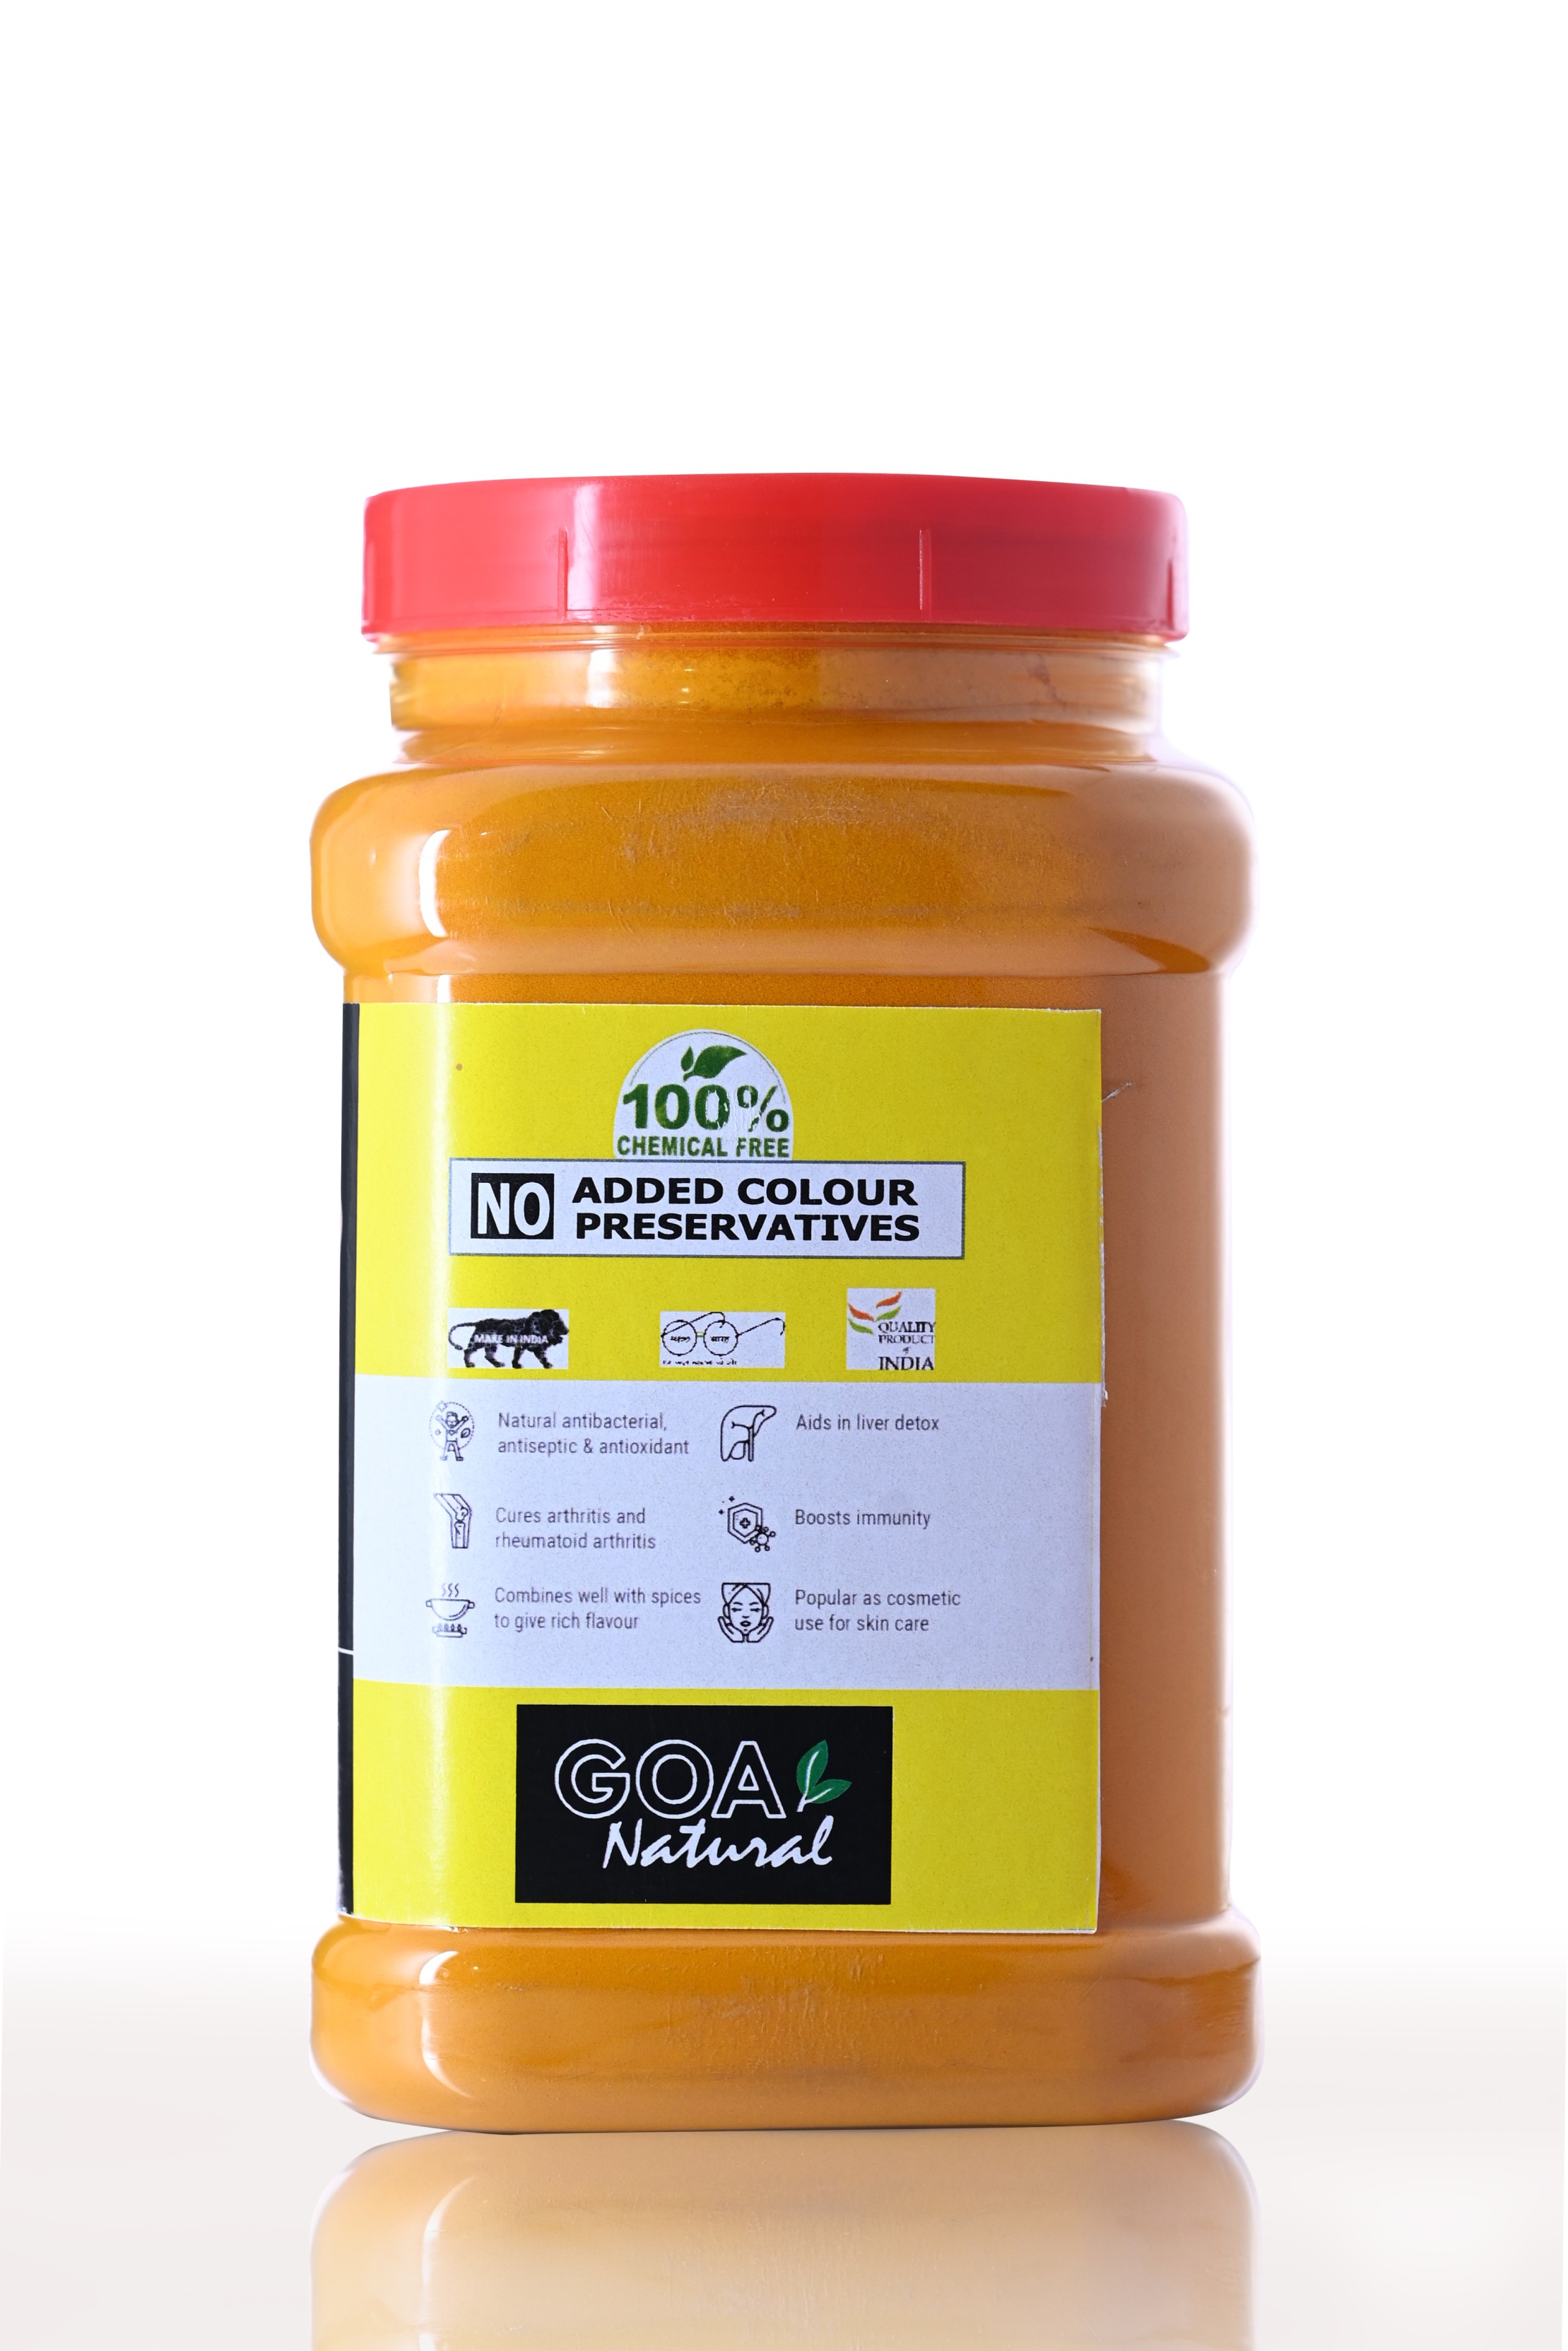 100%
CHEMICAL FREE
NO ADDED COLOUR
PRESERVATIVES
MAKE IN INDIA
QUALITY
PRODUCT
of
INDIA
Natural antibacterial,
antiseptic & antioxidant
Aids in liver detox
Cures arthritis and
rheumatoid arthritis
Boosts immunity
Combines well with spices
to give rich flavour
Popular as cosmetic
use for skin care
GOA
Natural